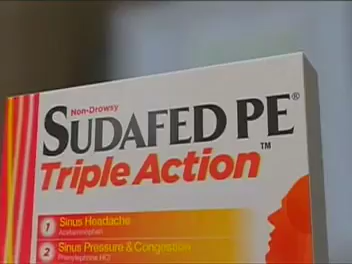 Non-Drowsy
SUDAFED PE®
Triple Action™
1 Sinus Headache
Acetaminophen
2 Sinus Pressure & Congestion
Phenylephrine HCl